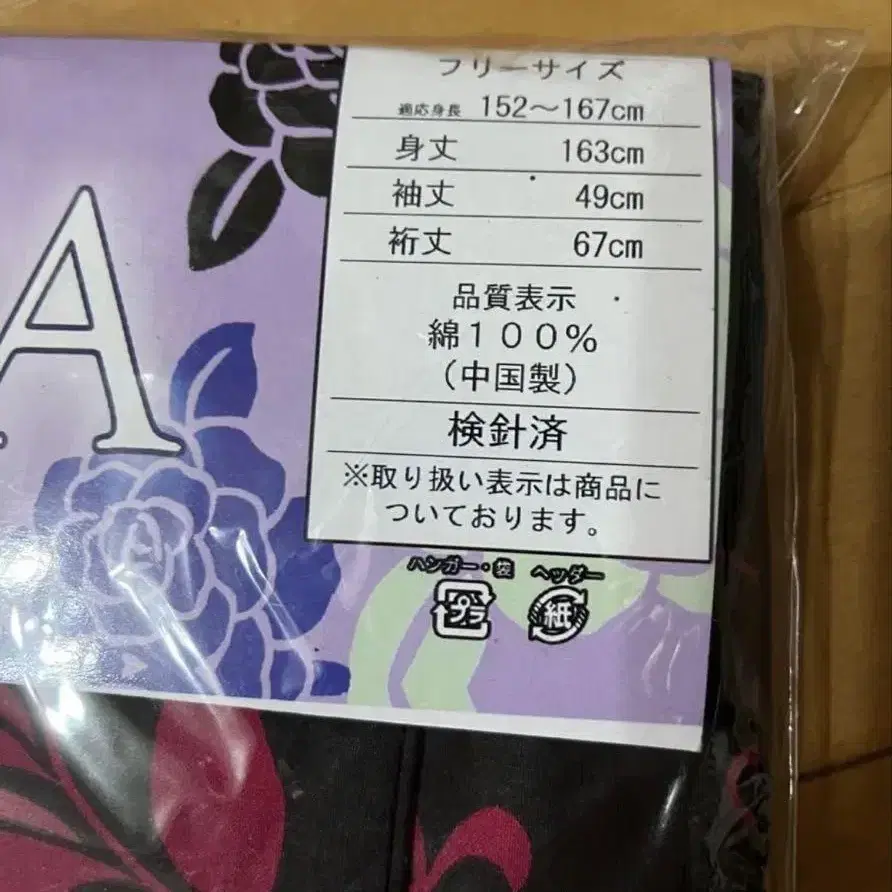 フリーサイズ
適応身長 152～167cm
身丈 163cm
袖丈 49cm
裄丈 67cm
品質表示
綿１００％
（中国製）
検針済
※取り扱い表示は商品に
ついております。
ハンガー・袋 ヘッダー
プラ 紙
A